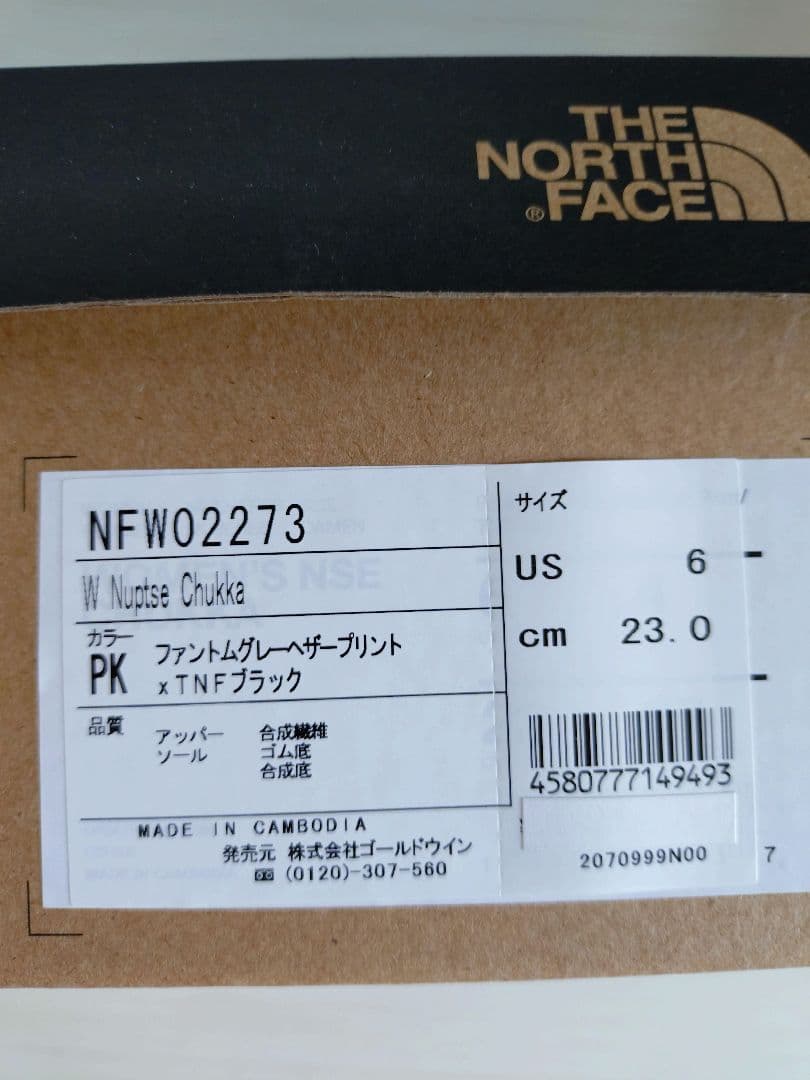 THE
NORTH
® FACE
NFW02273
W Nuptse Chukka
カラー
PK ファントムグレーヘザープリント
xTNFブラック
品質
アッパー 合成繊維
ソール ゴム底
合成底
MADE IN CAMBODIA
発売元 株式会社ゴールドウイン
(0120)-307-560
サイズ
US 6
cm 23.0
4580777149493
2070999N00
7
WOMEN'S NSE